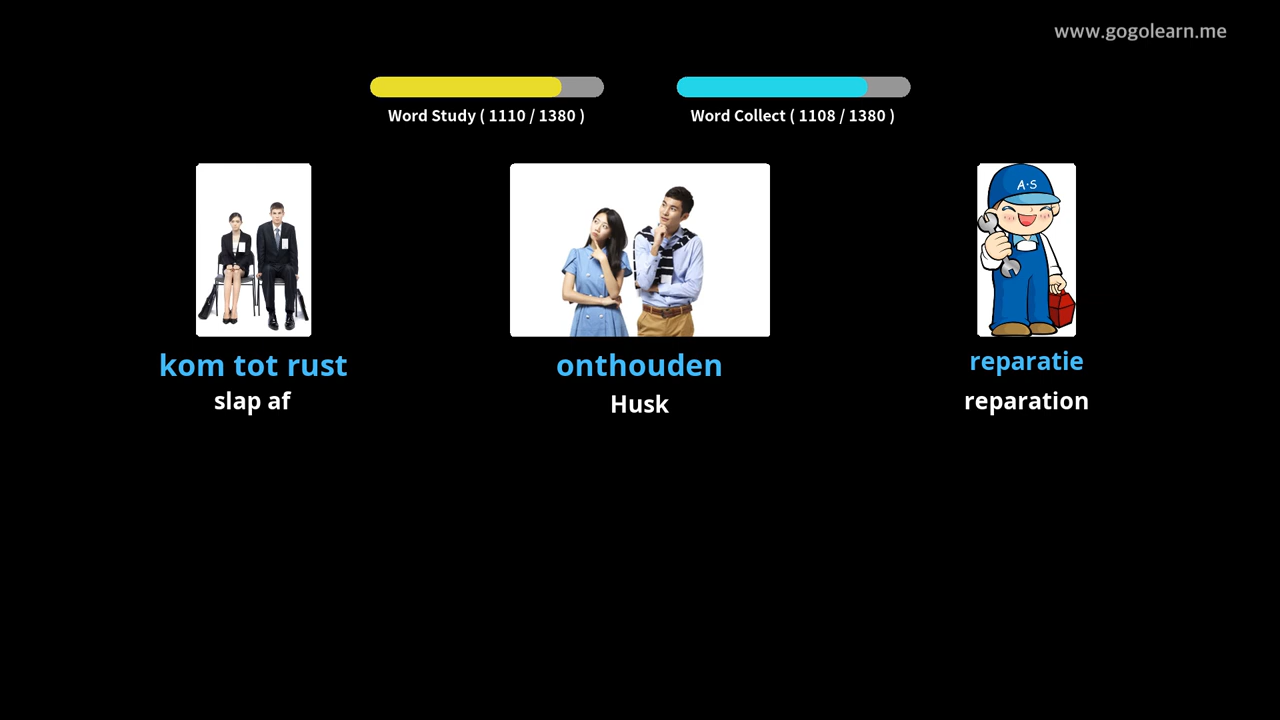 www.gogolearn.me
Word Study ( 1110 / 1380 )
Word Collect ( 1108 / 1380 )
A·S
kom tot rust
slap af
onthouden
Husk
reparatie
reparation